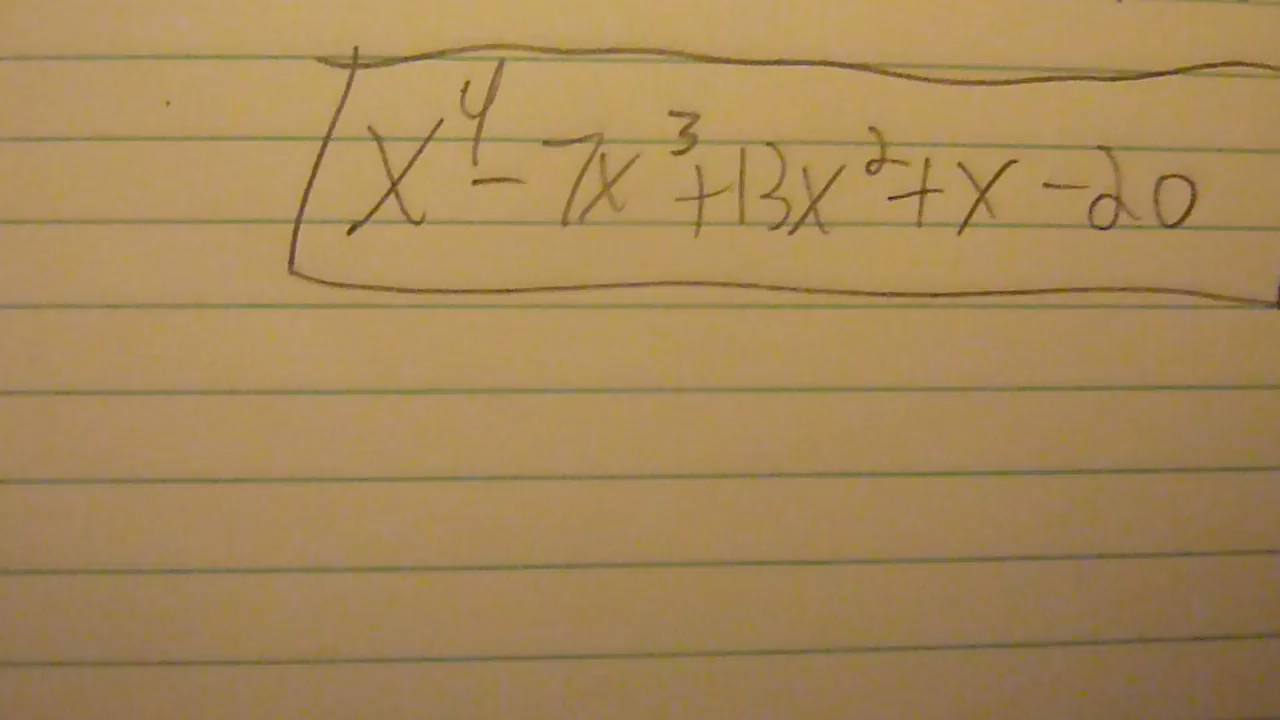 x⁴ - 7x³ + 13x² + x - 20